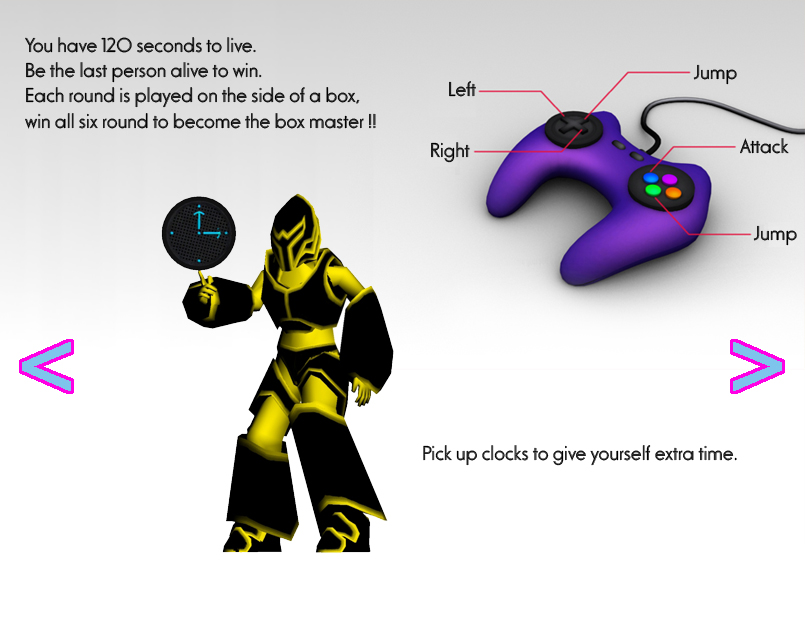 You have 120 seconds to live.
Be the last person alive to win.
Each round is played on the side of a box,
win all six round to become the box master !!
Left
Jump
Right
Attack
Jump
<
>
Pick up clocks to give yourself extra time.